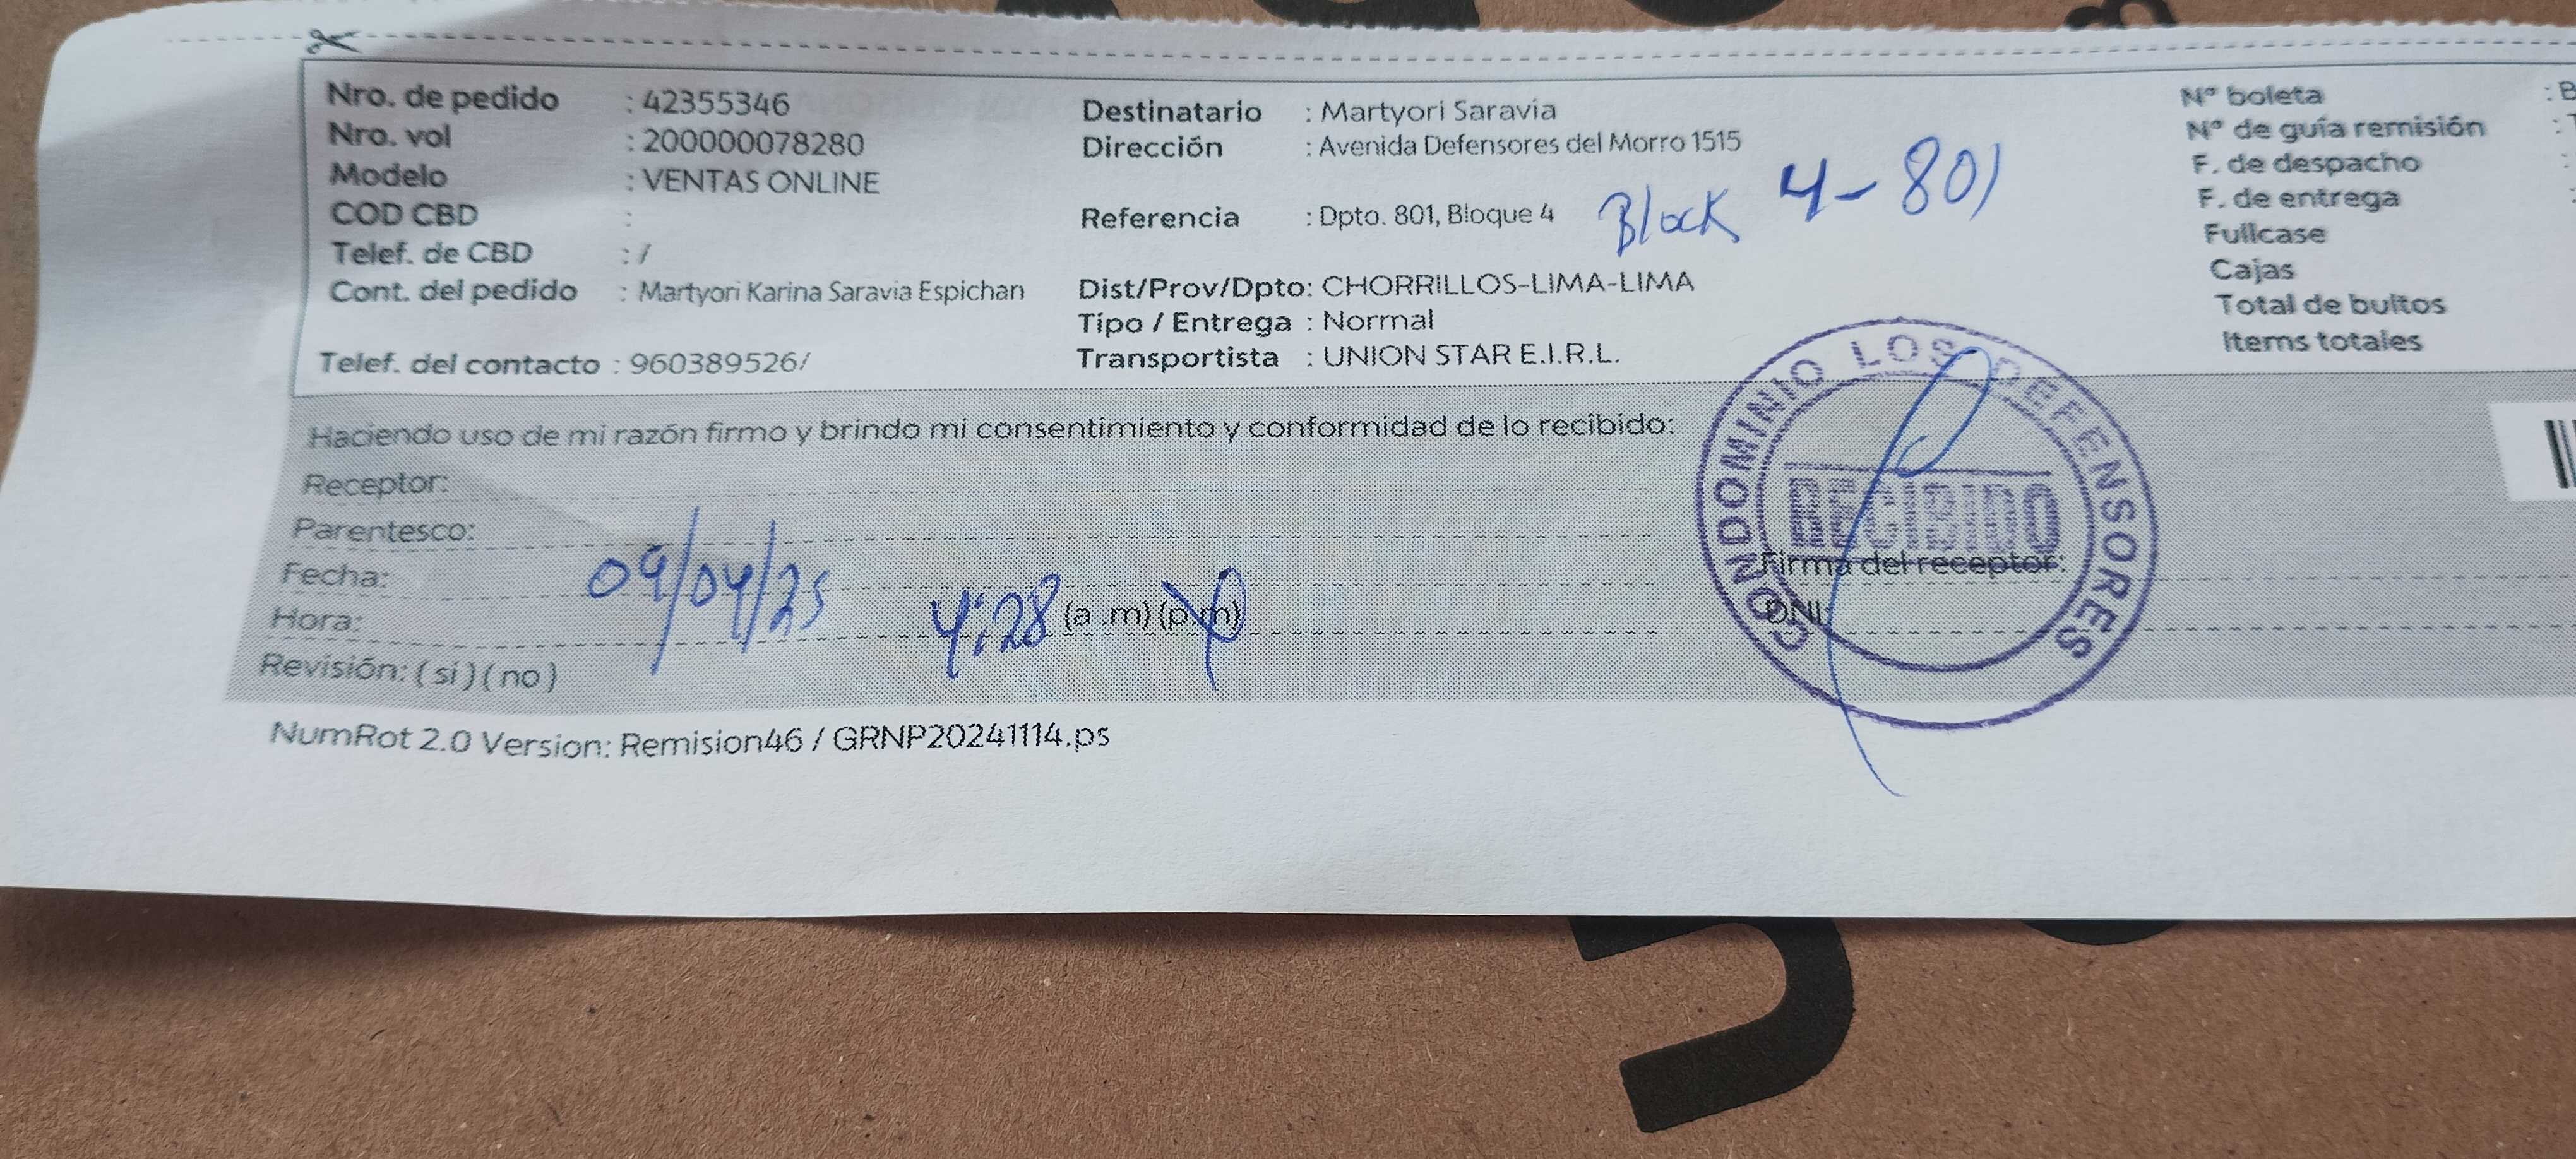 Nro. de pedido : 42355346
Nro. vol : 200000078280
Modelo : VENTAS ONLINE
COD CBD :
Telef. de CBD : /
Cont. del pedido : Martyori Karina Saravia Espichan
Telef. del contacto : 960389526/
Destinatario : Martyori Saravia
Dirección : Avenida Defensores del Morro 1515
Referencia : Dpto. 801, Bloque 4
Block 4-801
Dist/Prov/Dpto: CHORRILLOS-LIMA-LIMA
Tipo / Entrega : Normal
Transportista : UNION STAR E.I.R.L.
N° boleta : B
N° de guía remisión :
F. de despacho :
F. de entrega :
Fullcase
Cajas
Total de bultos
Items totales
Haciendo uso de mi razón firmo y brindo mi consentimiento y conformidad de lo recibido:
Receptor:
Parentesco:
Fecha: 09/04/25
Hora: 4:28 (a .m) (p.m)
Revisión: ( si ) ( no )
CONDOMINIO LOS DEFENSORES
RECIBIDO
Firma del receptor:
DNI:
NumRot 2.0 Version: Remision46 / GRNP20241114.ps